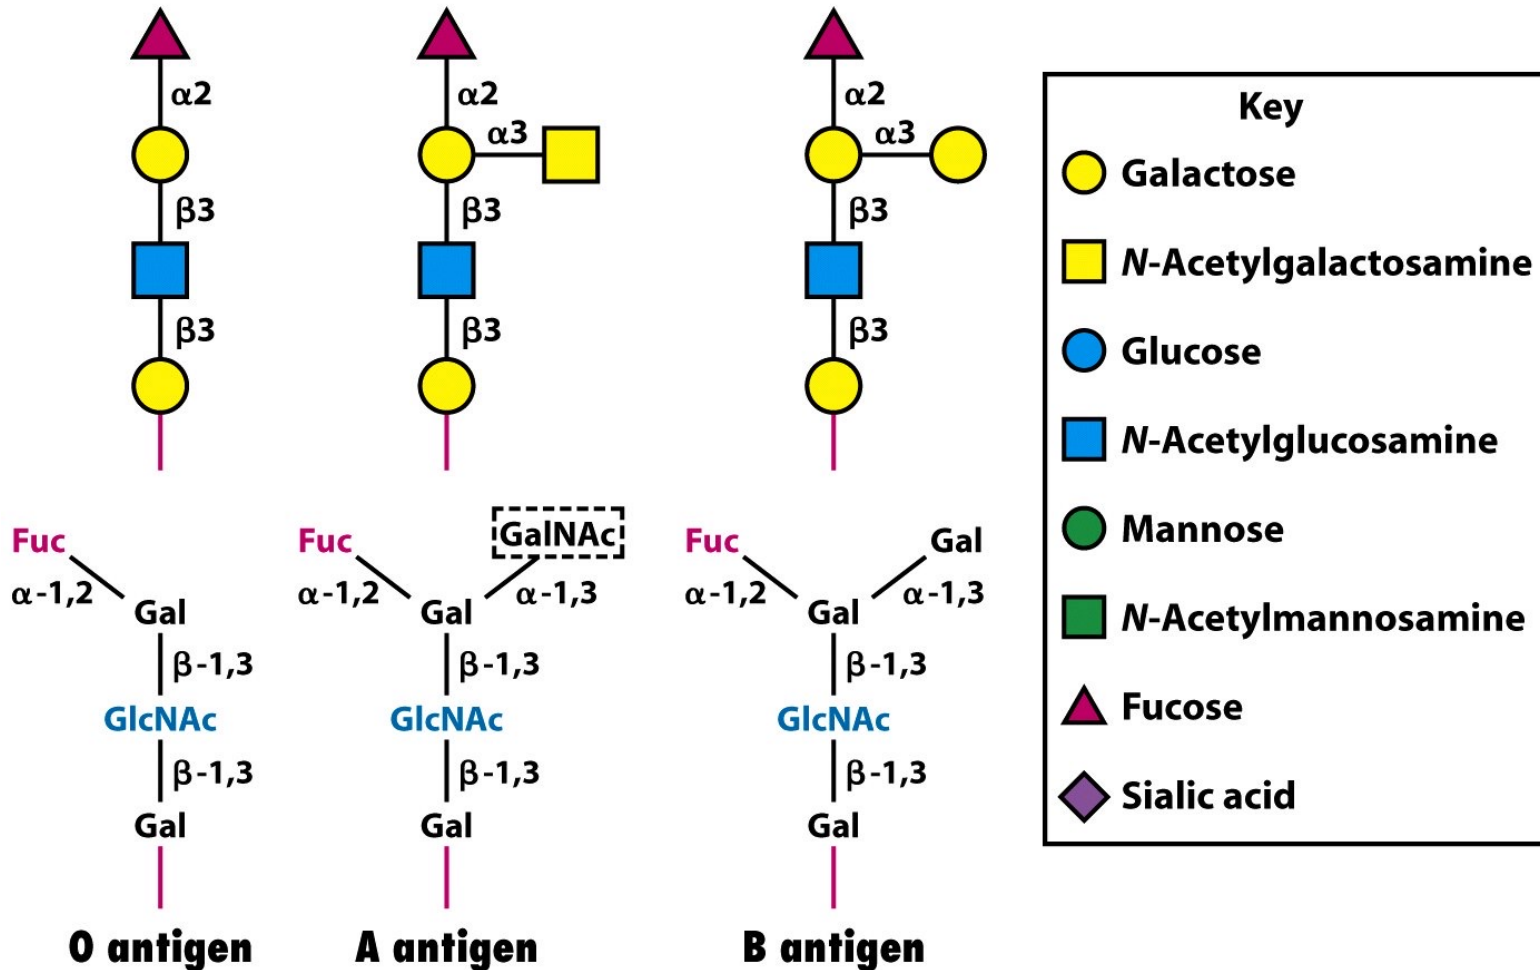 α2
α3
β3
β3
α2
α3
β3
β3
α2
β3
β3
Fuc
α-1,2
Gal
β-1,3
GlcNAc
β-1,3
Gal
O antigen
Fuc
GalNAc
α-1,2
α-1,3
Gal
β-1,3
GlcNAc
β-1,3
Gal
A antigen
Fuc
Gal
α-1,2
α-1,3
Gal
β-1,3
GlcNAc
β-1,3
Gal
B antigen
Key
Galactose
N-Acetylgalactosamine
Glucose
N-Acetylglucosamine
Mannose
N-Acetylmannosamine
Fucose
Sialic acid